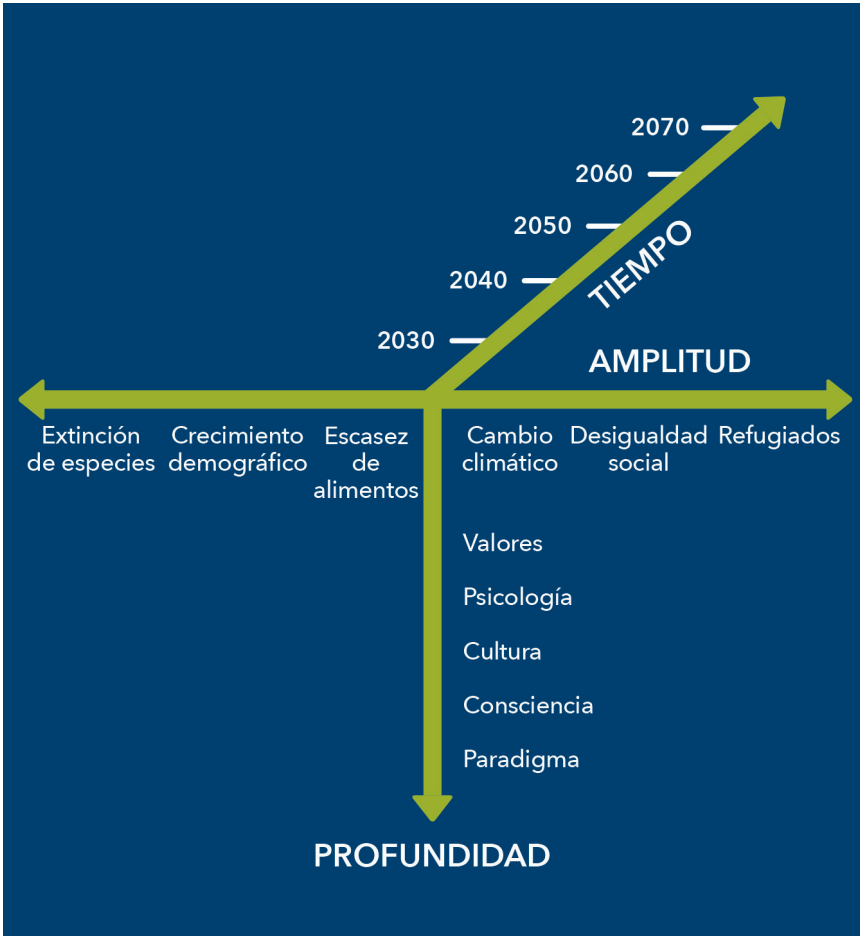 2070
2060
2050
2040
2030
TIEMPO
AMPLITUD
Extinción
de especies
Crecimiento
demográfico
Escasez
de
alimentos
Cambio
climático
Desigualdad
social
Refugiados
Valores
Psicología
Cultura
Consciencia
Paradigma
PROFUNDIDAD